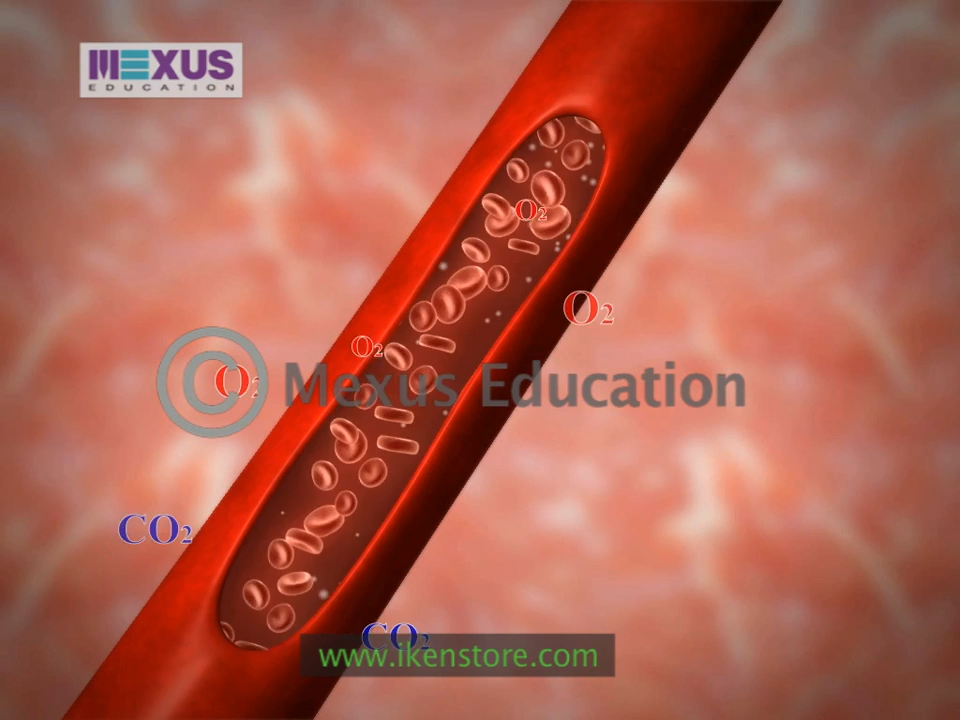 MEXUS
EDUCATION
O₂
O₂
O₂
O₂
© Mexus Education
CO₂
CO₂
www.ikenstore.com